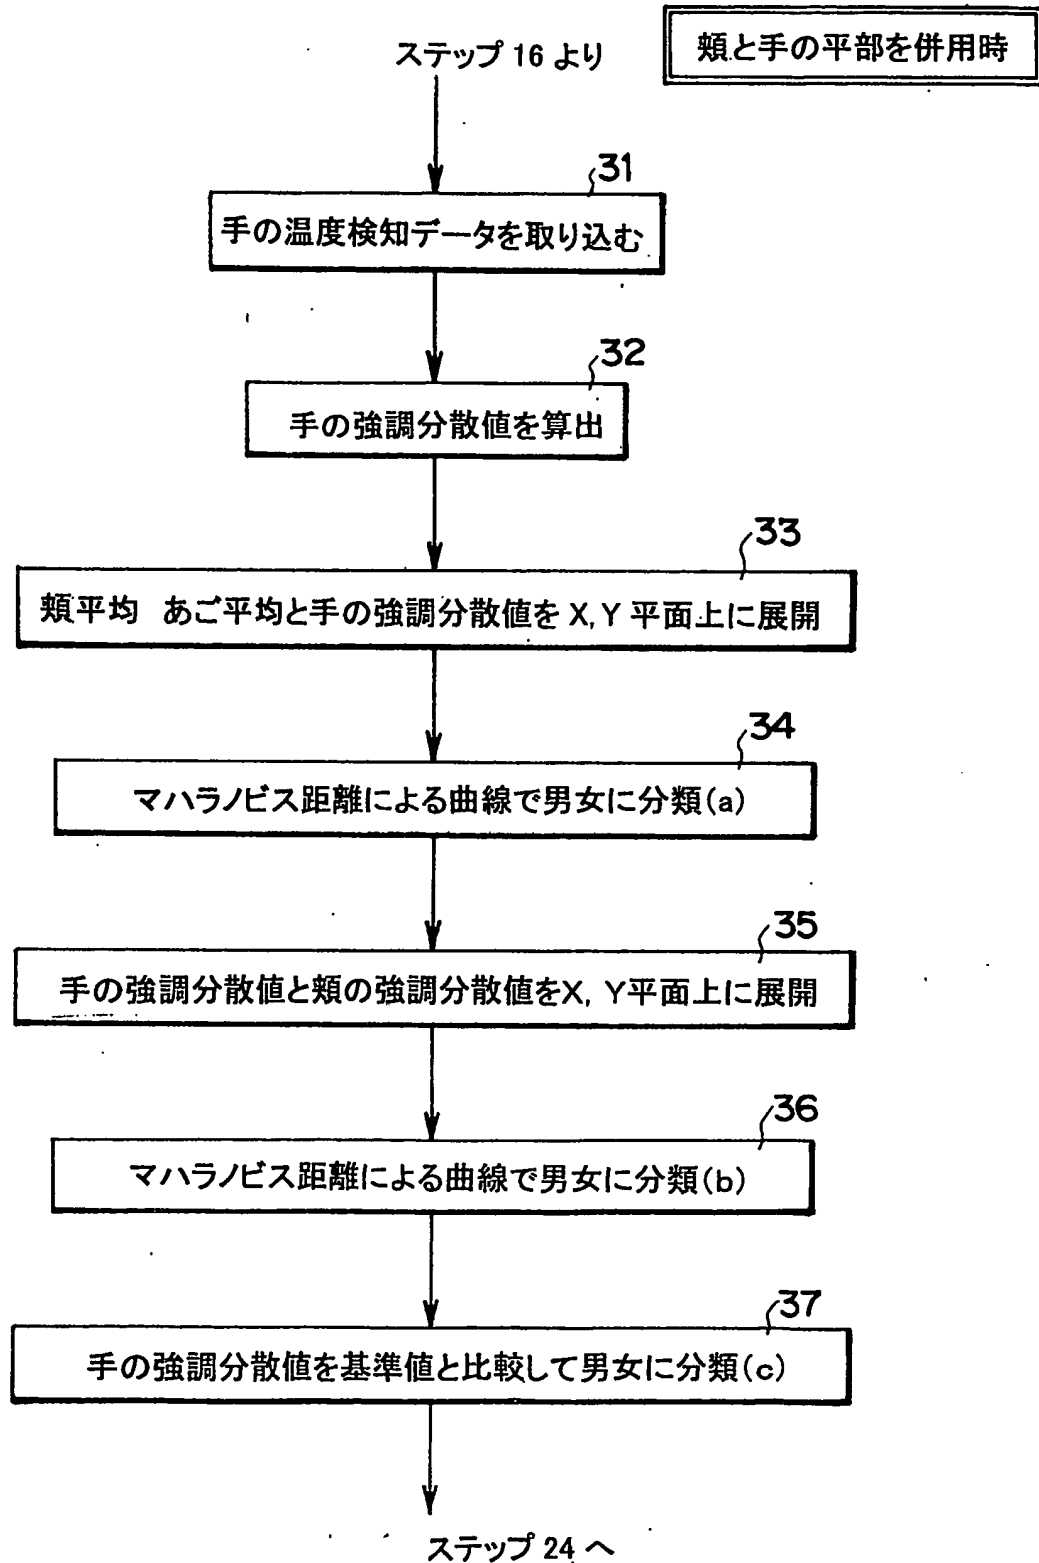 頬と手の平部を併用時
ステップ 16 より
31
手の温度検知データを取り込む
32
手の強調分散値を算出
33
頬平均 あご平均と手の強調分散値を X, Y 平面上に展開
34
マハラノビス距離による曲線で男女に分類(a)
35
手の強調分散値と頬の強調分散値をX, Y平面上に展開
36
マハラノビス距離による曲線で男女に分類(b)
37
手の強調分散値を基準値と比較して男女に分類(c)
ステップ 24 へ